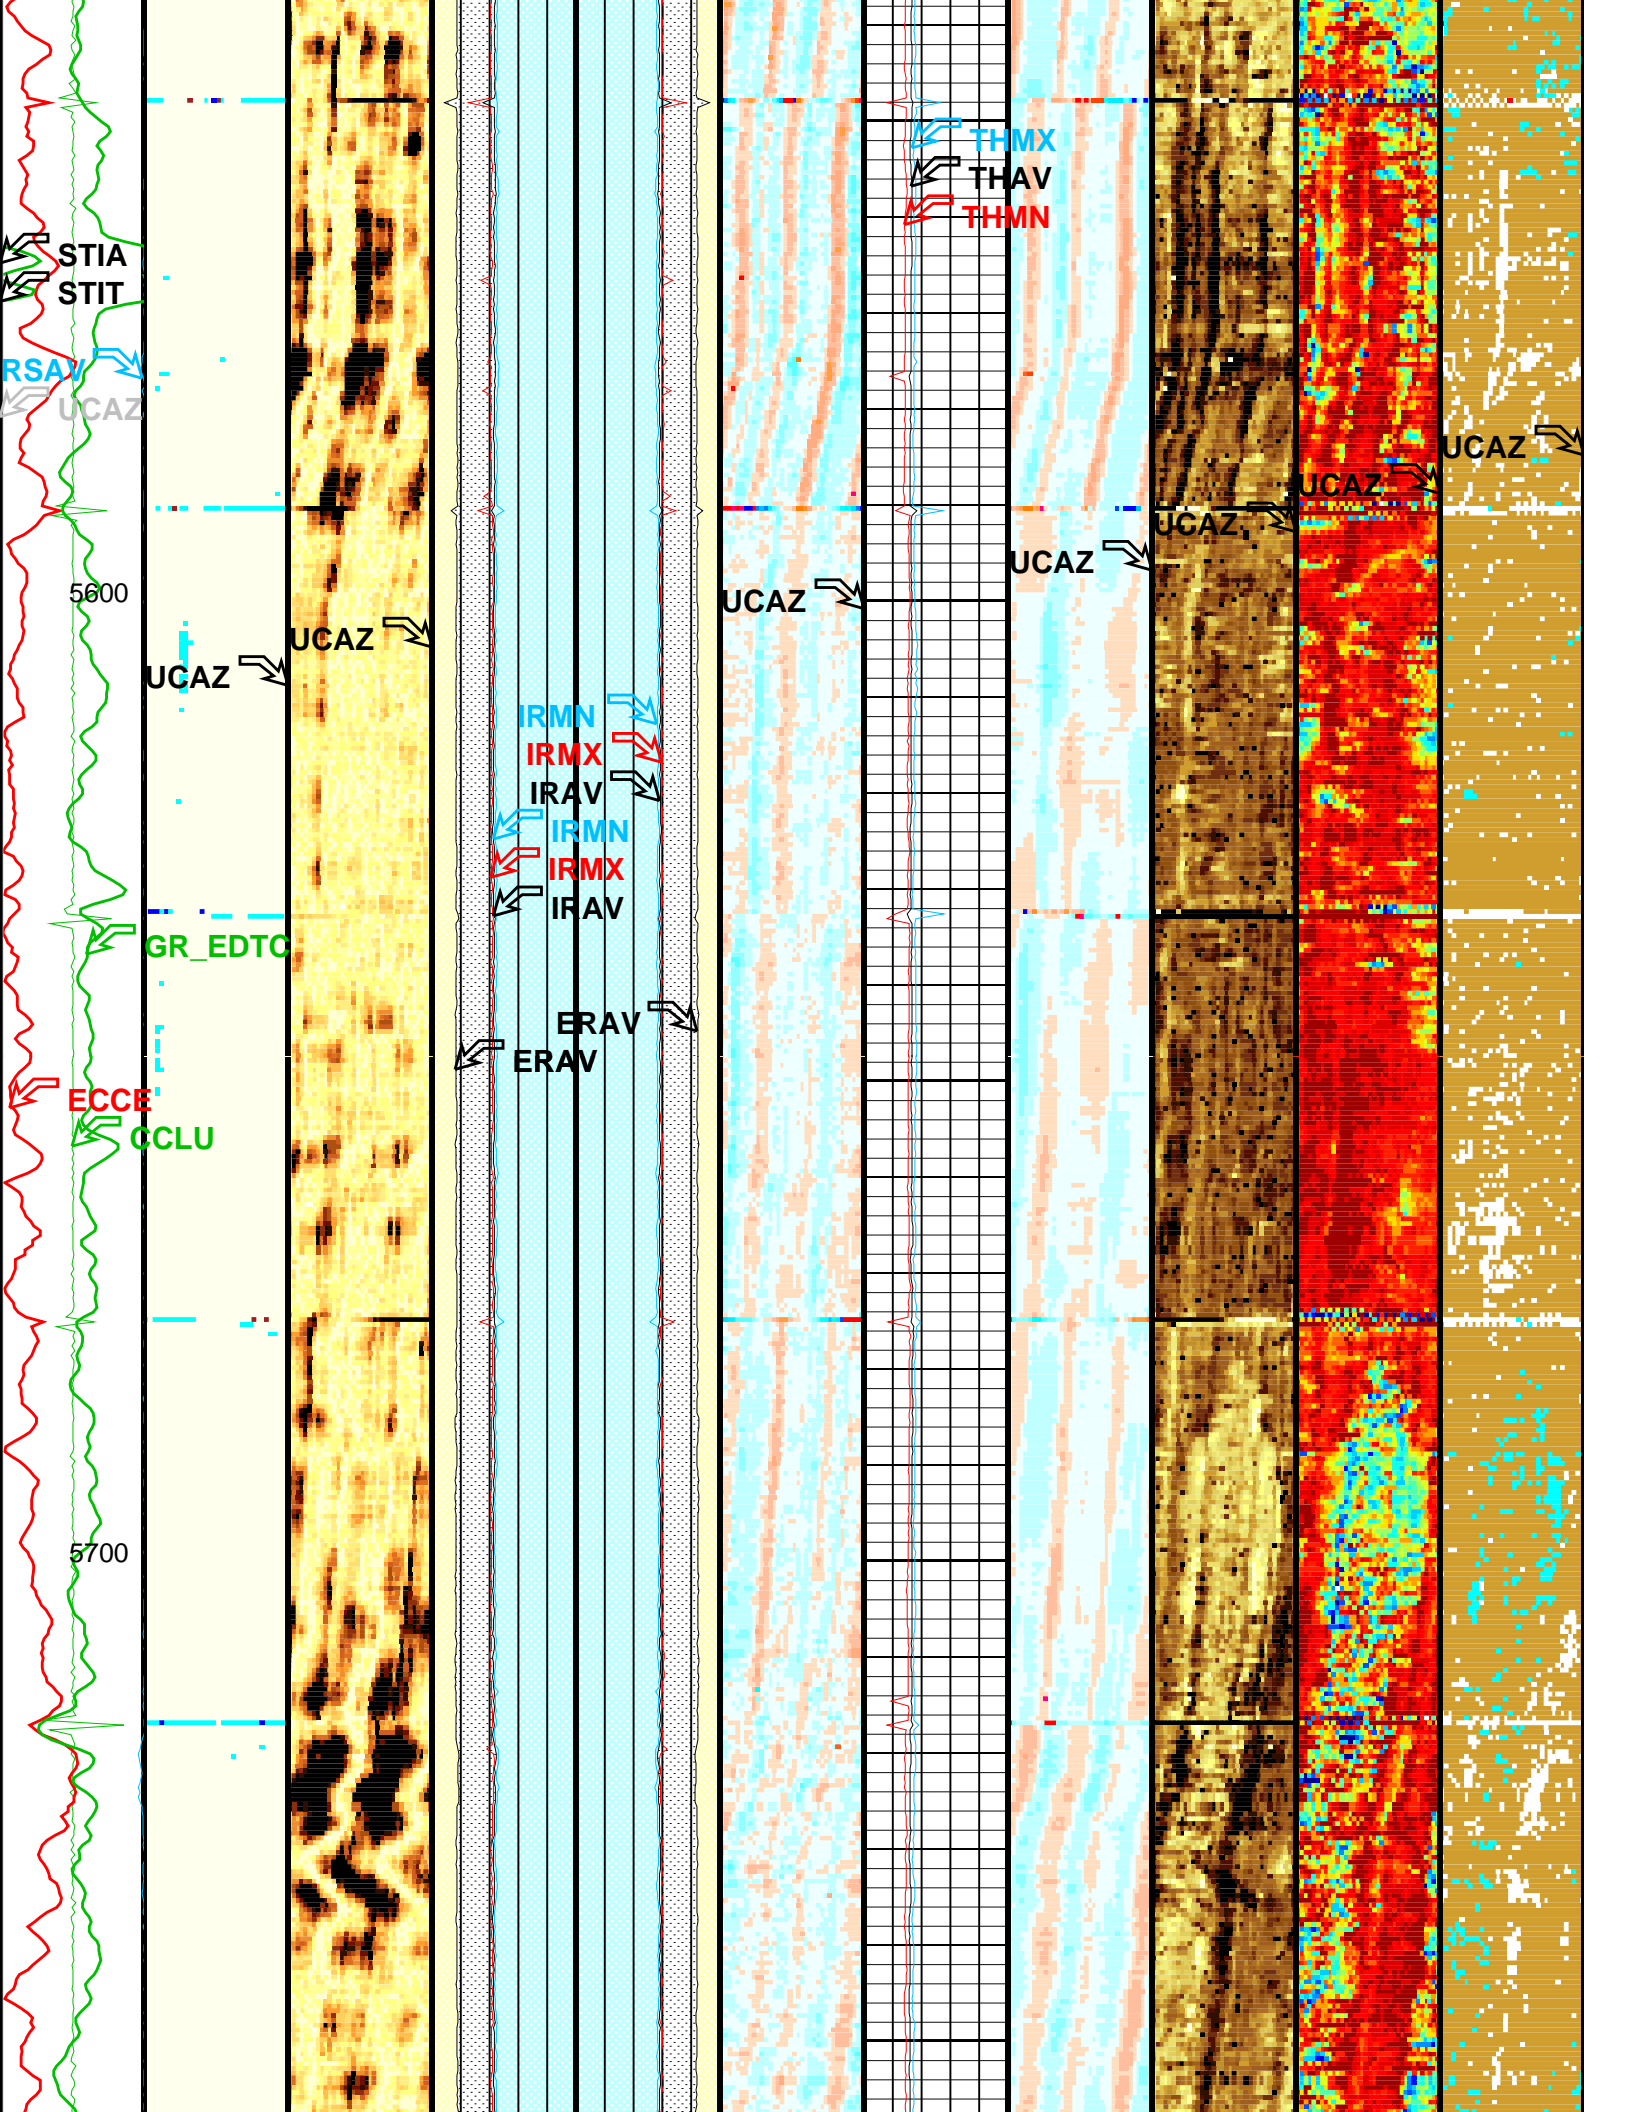 THMX
THAV
THMN
STIA
STIT
RSAV
UCAZ
UCAZ
UCAZ
UCAZ
UCAZ
5600
UCAZ
UCAZ
UCAZ
IRMN
IRMX
IRAV
IRMN
IRMX
IRAV
GR_EDTC
ERAV
ERAV
ECCE
CCLU
5700